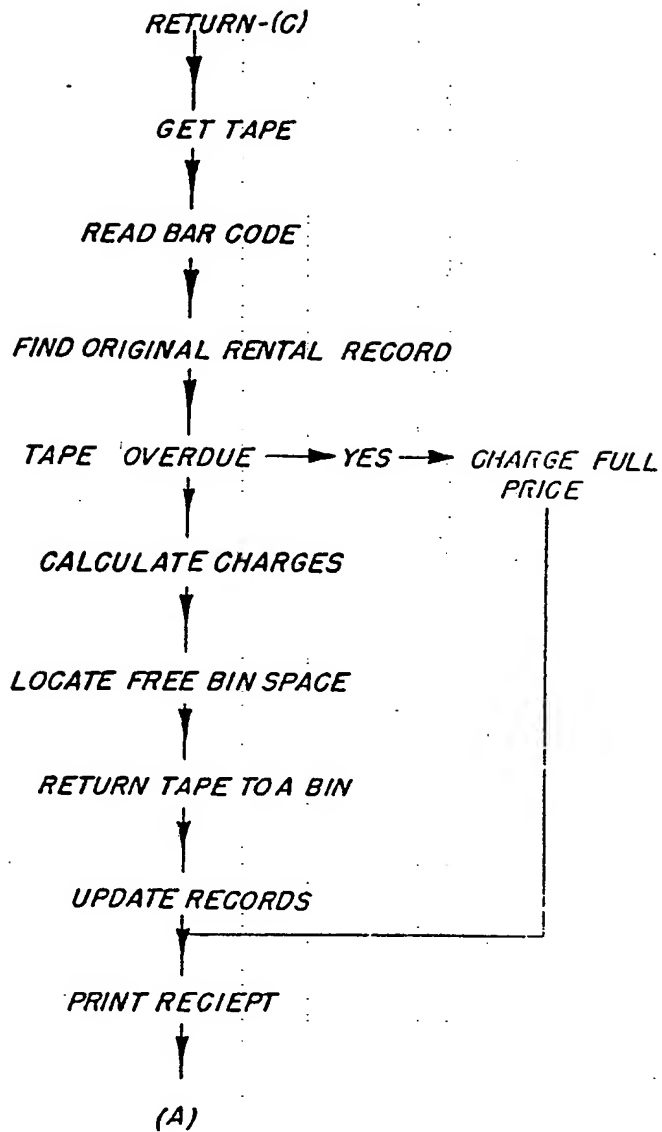 RETURN-(C)
GET TAPE
READ BAR CODE
FIND ORIGINAL RENTAL RECORD
TAPE OVERDUE YES CHARGE FULL
PRICE
CALCULATE CHARGES
LOCATE FREE BIN SPACE
RETURN TAPE TO A BIN
UPDATE RECORDS
PRINT RECIEPT
(A)